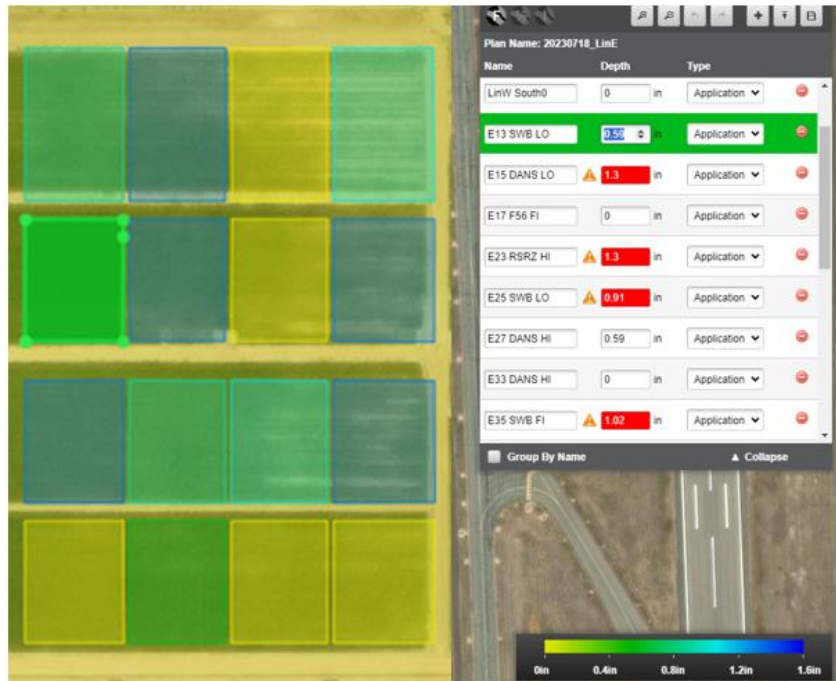 Plan Name: 20230718_LinE
Name Depth Type
LinW South0 0 in Application
E13 SWB LO 0.59 in Application
E15 DANS LO 1.3 in Application
E17 F56 FI 0 in Application
E23 RSRZ HI 1.3 in Application
E25 SWB LO 0.91 in Application
E27 DANS HI 0.59 in Application
E33 DANS HI 0 in Application
E35 SWB FI 1.02 in Application
Group By Name Collapse
0in 0.4in 0.8in 1.2in 1.6in